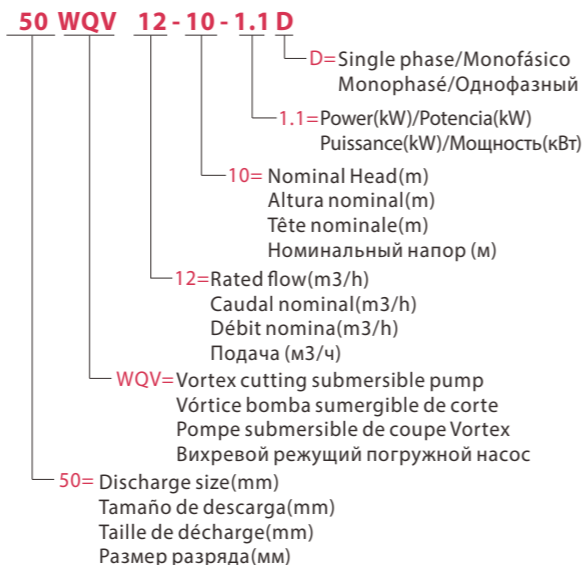 50 WQV 12 - 10 - 1.1 D
D=Single phase/Monofásico
Monophasé/Однофазный
1.1=Power(kW)/Potencia(kW)
Puissance(kW)/Мощность(кВт)
10= Nominal Head(m)
Altura nominal(m)
Tête nominale(m)
Номинальный напор (м)
12=Rated flow(m3/h)
Caudal nominal(m3/h)
Débit nomina(m3/h)
Подача (м3/ч)
WQV=Vortex cutting submersible pump
Vórtice bomba sumergible de corte
Pompe submersible de coupe Vortex
Вихревой режущий погружной насос
50= Discharge size(mm)
Tamaño de descarga(mm)
Taille de décharge(mm)
Размер разряда(мм)